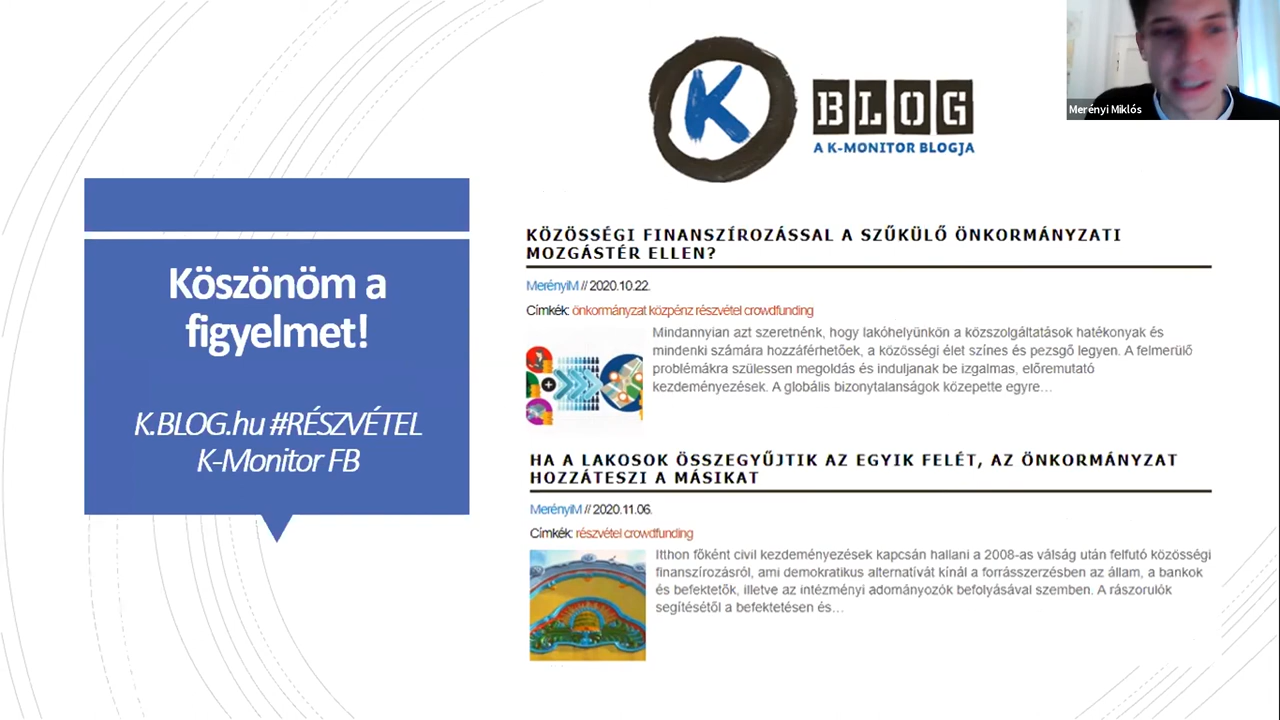 Köszönöm a
figyelmet!
K.BLOG.hu #RÉSZVÉTEL
K-Monitor FB
K BLOG
A K-MONITOR BLOGJA
Merényi Miklós
KÖZÖSSÉGI FINANSZÍROZÁSSAL A SZŰKÜLŐ ÖNKORMÁNYZATI
MOZGÁSTÉR ELLEN?
MerényiM // 2020.10.22.
Címkék: önkormányzat közpénz részvétel crowdfunding
Mindannyian azt szeretnénk, hogy lakóhelyünkön a közszolgáltatások hatékonyak és
mindenki számára hozzáférhetőek, a közösségi élet színes és pezsgő legyen. A felmerülő
problémákra szülessen megoldás és induljanak be izgalmas, előremutató
kezdeményezések. A globális bizonytalanságok közepette egyre…
HA A LAKOSOK ÖSSZEGYŰJTIK AZ EGYIK FELÉT, AZ ÖNKORMÁNYZAT
HOZZÁTESZI A MÁSIKAT
MerényiM // 2020.11.06.
Címkék: részvétel crowdfunding
Itthon főként civil kezdeményezések kapcsán hallani a 2008-as válság után felfutó közösségi
finanszírozásról, ami demokratikus alternatívát kínál a forrásszerzésben az állam, a bankok
és befektetők, illetve az intézményi adományozók befolyásával szemben. A rászorulók
segítésétől a befektetésen és…